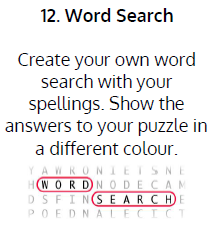 12. Word Search
Create your own word
search with your
spellings. Show the
answers to your puzzle in
a different colour.
Y A W R O N I E T S N E
H W O R D N O D E C A M
D S F I N S E A R C H E
P O E D N A L E C I C T